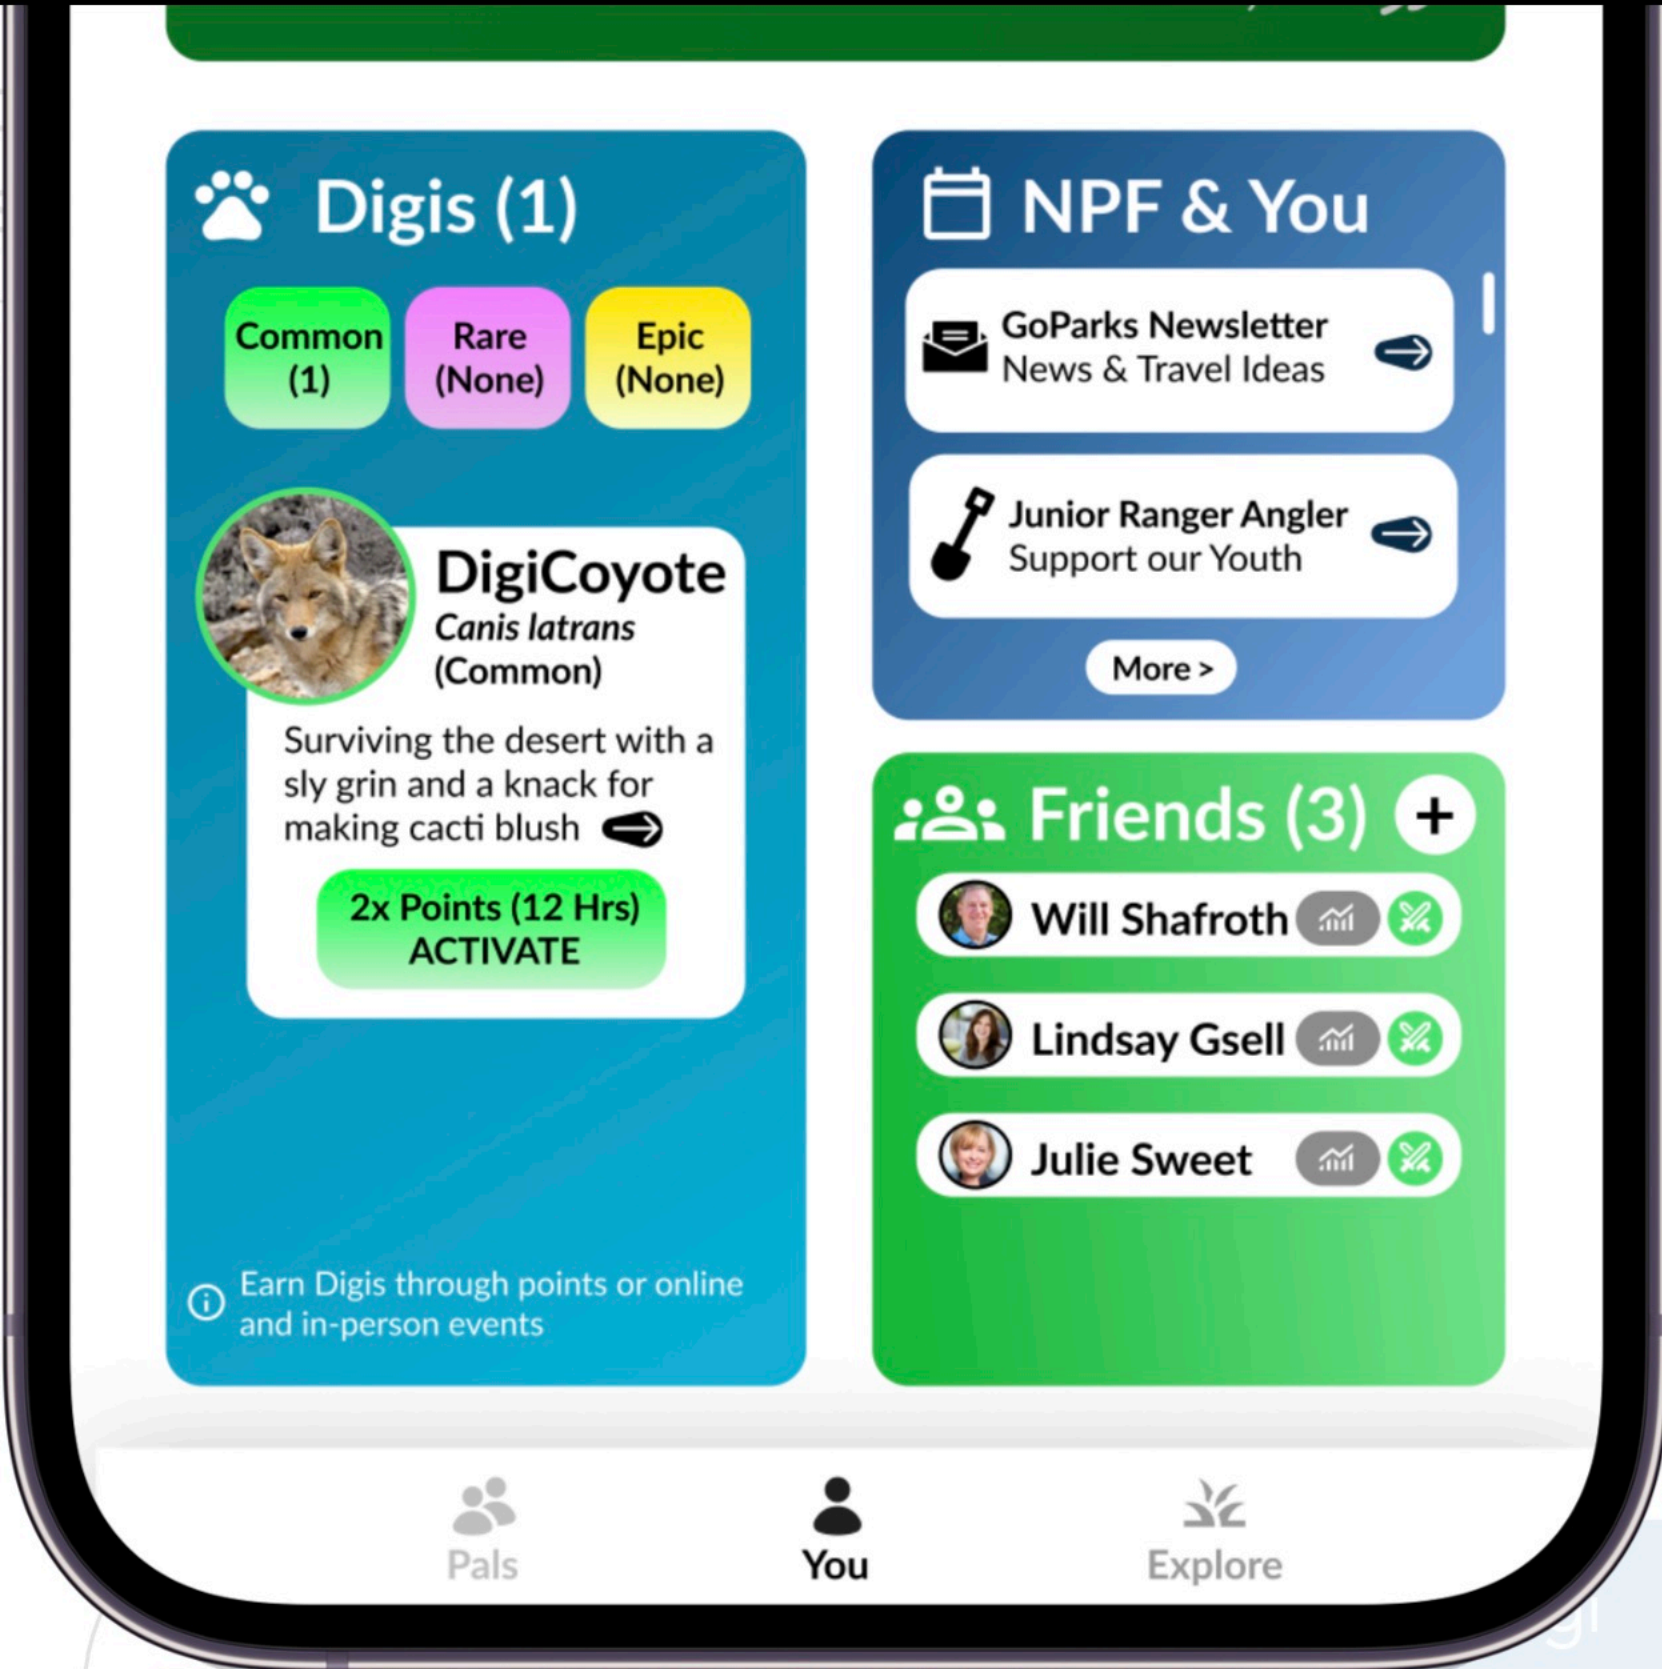 Digis (1)
Common
(1)
Rare
(None)
Epic
(None)
DigiCoyote
Canis latrans
(Common)
Surviving the desert with a
sly grin and a knack for
making cacti blush
2x Points (12 Hrs)
ACTIVATE
Earn Digis through points or online
and in-person events
NPF & You
GoParks Newsletter
News & Travel Ideas
Junior Ranger Angler
Support our Youth
More >
Friends (3)
+
Will Shafroth
Lindsay Gsell
Julie Sweet
Pals
You
Explore